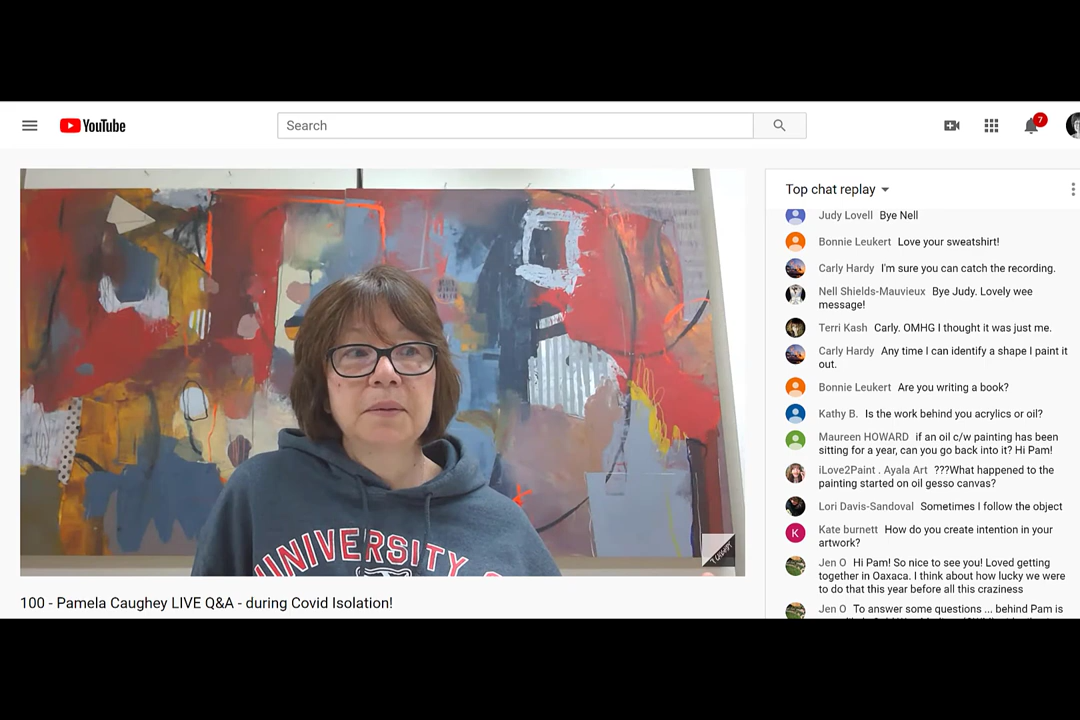 YouTube
Search
7
Top chat replay
Judy Lovell Bye Nell
Bonnie Leukert Love your sweatshirt!
Carly Hardy I'm sure you can catch the recording.
Nell Shields-Mauvieux Bye Judy. Lovely wee
message!
Terri Kash Carly. OMHG I thought it was just me.
Carly Hardy Any time I can identify a shape I paint it
out.
Bonnie Leukert Are you writing a book?
Kathy B. Is the work behind you acrylics or oil?
Maureen HOWARD if an oil c/w painting has been
sitting for a year, can you go back into it? Hi Pam!
iLove2Paint . Ayala Art ???What happened to the
painting started on oil gesso canvas?
Lori Davis-Sandoval Sometimes I follow the object
K
Kate burnett How do you create intention in your
artwork?
Jen O Hi Pam! So nice to see you! Loved getting
together in Oaxaca. I think about how lucky we were
to do that this year before all this craziness
Jen O To answer some questions ... behind Pam is
UNIVERSITY
100 - Pamela Caughey LIVE Q&A - during Covid Isolation!